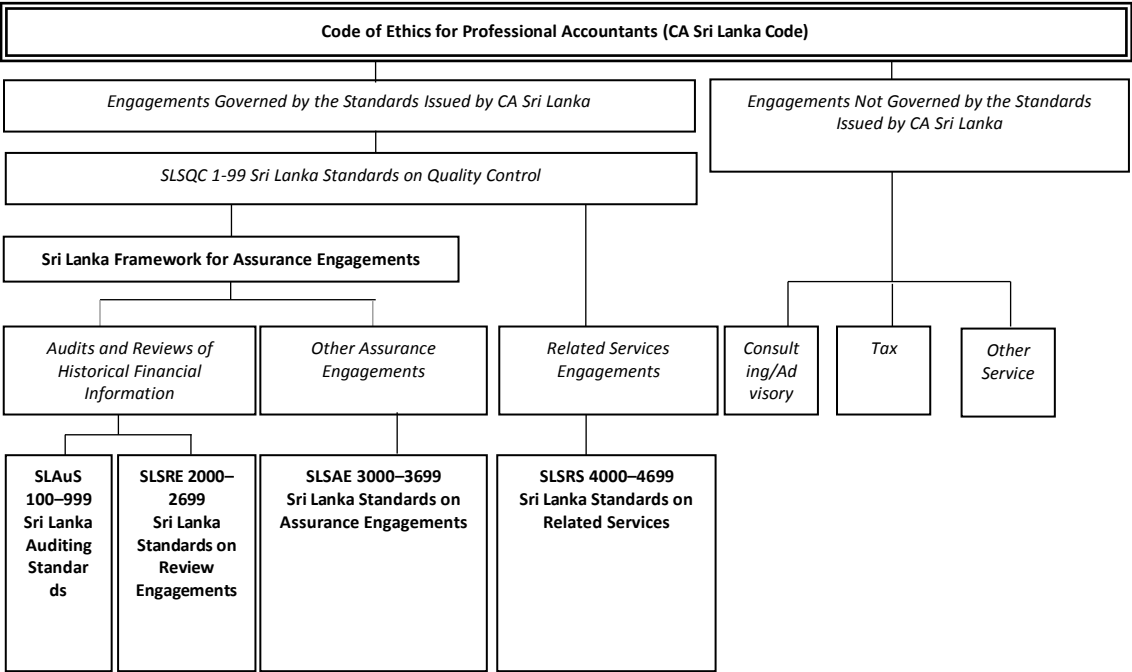 Code of Ethics for Professional Accountants (CA Sri Lanka Code)
Engagements Governed by the Standards Issued by CA Sri Lanka
Engagements Not Governed by the Standards
Issued by CA Sri Lanka
SLSQC 1-99 Sri Lanka Standards on Quality Control
Sri Lanka Framework for Assurance Engagements
Audits and Reviews of
Historical Financial
Information
Other Assurance
Engagements
Related Services
Engagements
Consult
ing/Ad
visory
Tax
Other
Service
SLAuS
100–999
Sri Lanka
Auditing
Standar
ds
SLSRE 2000–
2699
Sri Lanka
Standards on
Review
Engagements
SLSAE 3000–3699
Sri Lanka Standards on
Assurance Engagements
SLSRS 4000–4699
Sri Lanka Standards on
Related Services